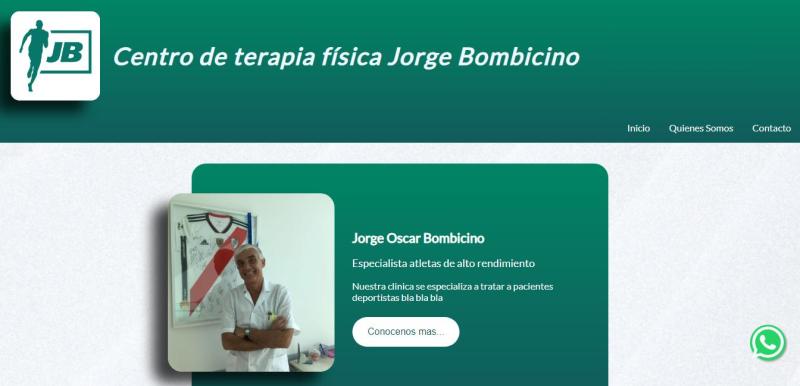 JB
Centro de terapia física Jorge Bombicino
Inicio Quienes Somos Contacto
Jorge Oscar Bombicino
Especialista atletas de alto rendimiento
Nuestra clinica se especializa a tratar a pacientes
deportistas bla bla bla
Conocenos mas...